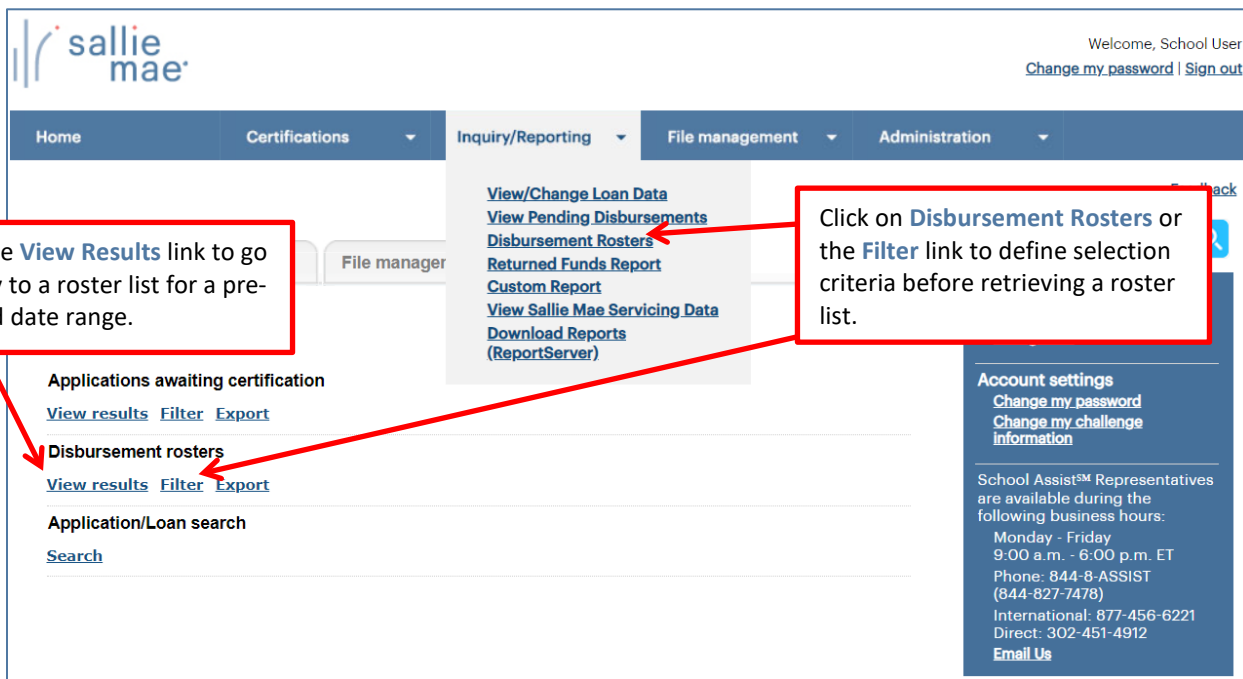 sallie
mae
Welcome, School User
Change my password | Sign out
Home Certifications Inquiry/Reporting File management Administration
View/Change Loan Data
View Pending Disbursements
Disbursement Rosters
Returned Funds Report
Custom Report
View Sallie Mae Servicing Data
Download Reports
(ReportServer)
Click on Disbursement Rosters or
the Filter link to define selection
criteria before retrieving a roster
list.
View Results link to go
to a roster list for a pre-
date range.
File manager
Applications awaiting certification
View results Filter Export
Disbursement rosters
View results Filter Export
Application/Loan search
Search
Account settings
Change my password
Change my challenge
information
School Assist℠ Representatives
are available during the
following business hours:
Monday - Friday
9:00 a.m. - 6:00 p.m. ET
Phone: 844-8-ASSIST
(844-827-7478)
International: 877-456-6221
Direct: 302-451-4912
Email Us